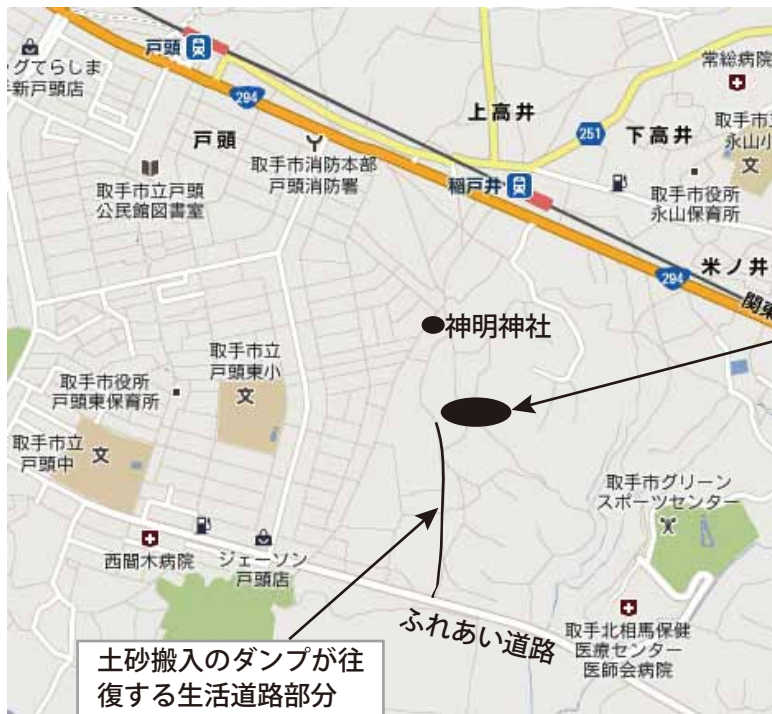 戸頭
ッグてらしま
手新戸頭店
294
戸頭
取手市消防本部
戸頭消防署
取手市立戸頭
公民館図書室
上高井
251
下高井
常総病院
取手市立
永山小
稲戸井
取手市役所
永山保育所
294
米ノ井
関東
神明神社
取手市立
戸頭東小
文
取手市役所
戸頭東保育所
取手市立
戸頭中
文
文
西間木病院
ジェーソン
戸頭店
取手市グリーン
スポーツセンター
ふれあい道路
取手北相馬保健
医療センター
医師会病院
土砂搬入のダンプが往
復する生活道路部分